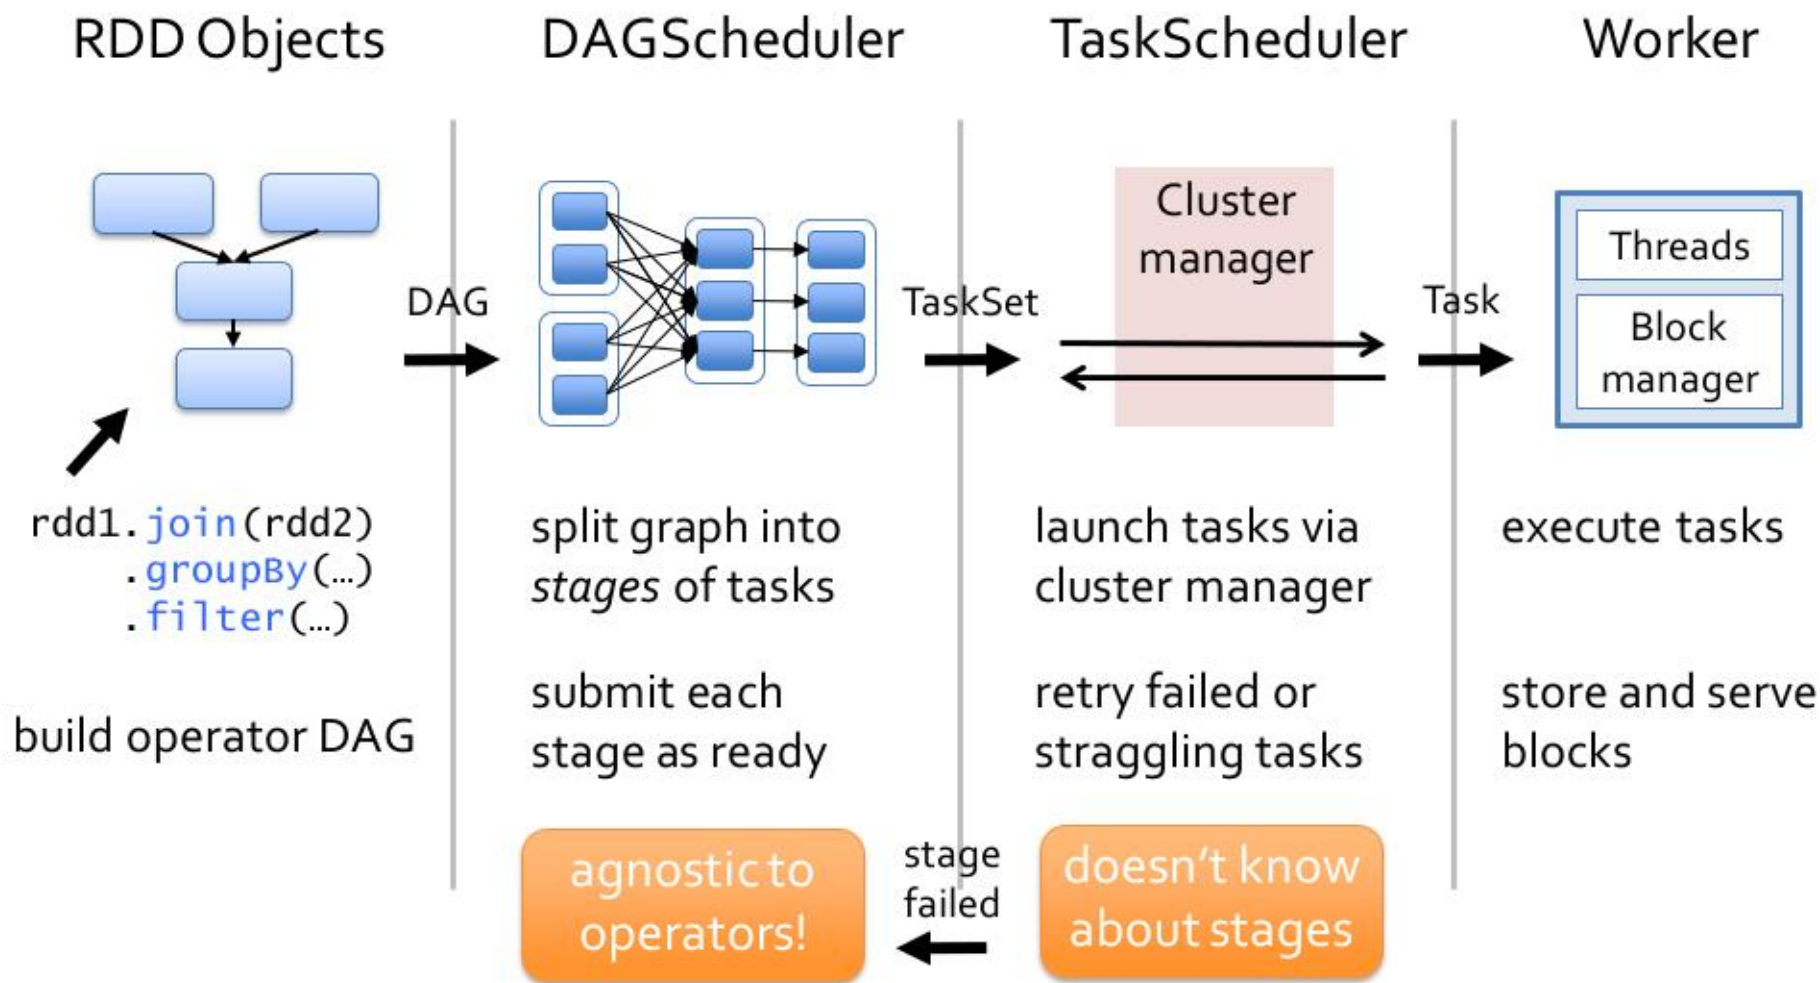 RDD Objects
DAGScheduler
TaskScheduler
Worker
DAG
TaskSet
Cluster
manager
Task
Threads
Block
manager
rdd1.join(rdd2)
.groupBy(…)
.filter(…)
build operator DAG
split graph into
stages of tasks
submit each
stage as ready
agnostic to
operators!
launch tasks via
cluster manager
retry failed or
straggling tasks
stage
failed
doesn't know
about stages
execute tasks
store and serve
blocks